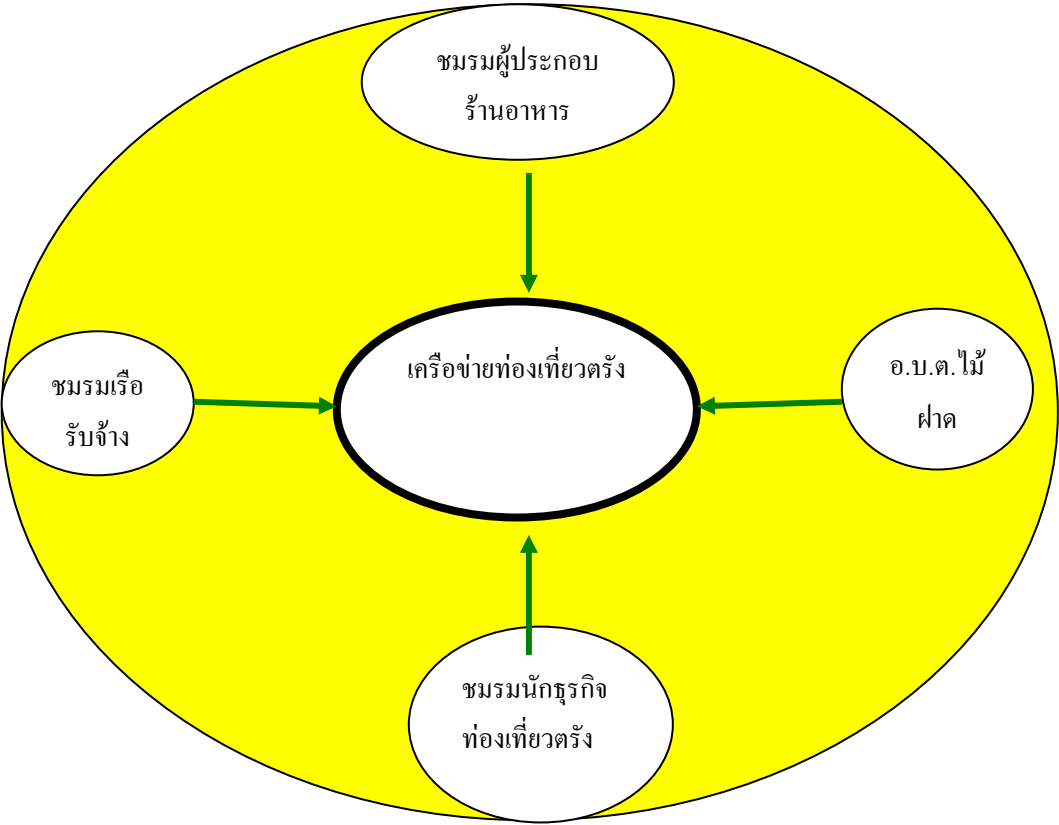 ชมรมผู้ประกอบ
ร้านอาหาร
เครือข่ายท่องเที่ยวตรัง
ชมรมเรือ
รับจ้าง
อ.บ.ต.ไม้
ฝาด
ชมรมนักธุรกิจ
ท่องเที่ยวตรัง